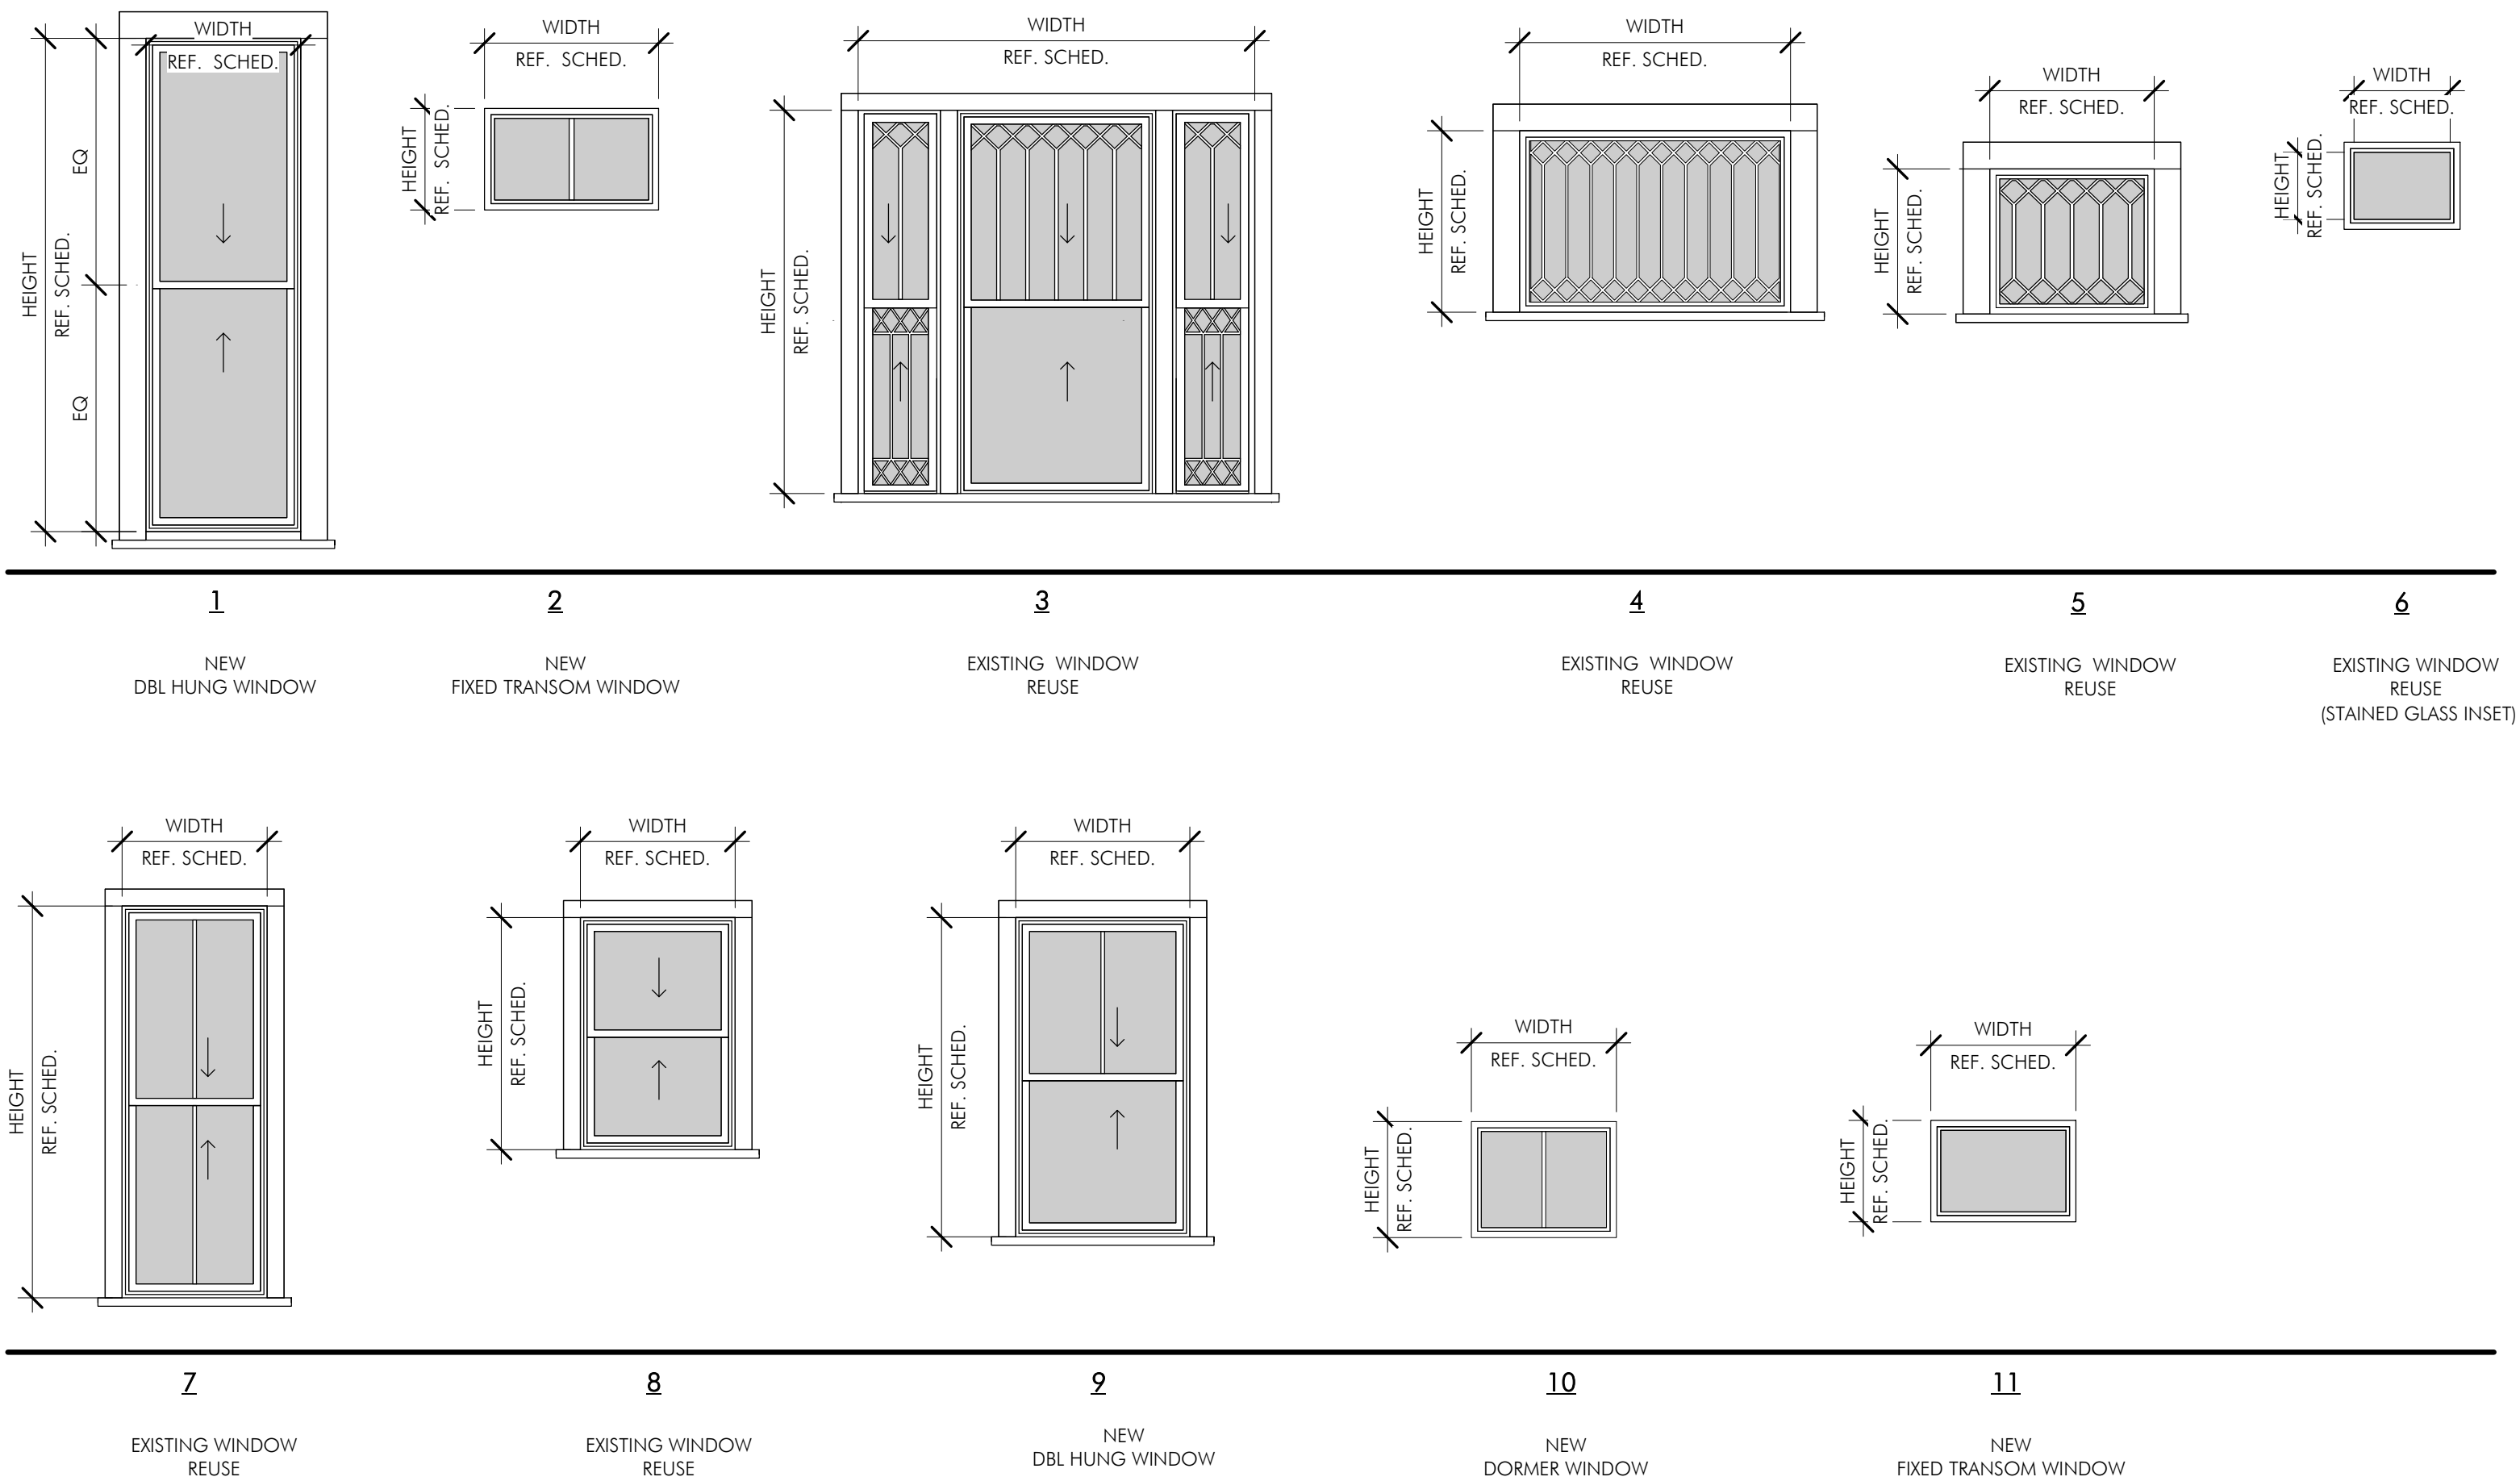 WIDTH
REF. SCHED.
HEIGHT
REF. SCHED.
EQ
EQ
WIDTH
REF. SCHED.
HEIGHT
REF. SCHED.
WIDTH
REF. SCHED.
HEIGHT
REF. SCHED.
WIDTH
REF. SCHED.
HEIGHT
REF. SCHED.
WIDTH
REF. SCHED.
HEIGHT
REF. SCHED.
WIDTH
REF. SCHED.
HEIGHT
REF. SCHED.
1
NEW
DBL HUNG WINDOW
2
NEW
FIXED TRANSOM WINDOW
3
EXISTING WINDOW
REUSE
4
EXISTING WINDOW
REUSE
5
EXISTING WINDOW
REUSE
6
EXISTING WINDOW
REUSE
(STAINED GLASS INSET)
WIDTH
REF. SCHED.
HEIGHT
REF. SCHED.
WIDTH
REF. SCHED.
HEIGHT
REF. SCHED.
WIDTH
REF. SCHED.
HEIGHT
REF. SCHED.
WIDTH
REF. SCHED.
HEIGHT
REF. SCHED.
WIDTH
REF. SCHED.
HEIGHT
REF. SCHED.
7
EXISTING WINDOW
REUSE
8
EXISTING WINDOW
REUSE
9
NEW
DBL HUNG WINDOW
10
NEW
DORMER WINDOW
11
NEW
FIXED TRANSOM WINDOW